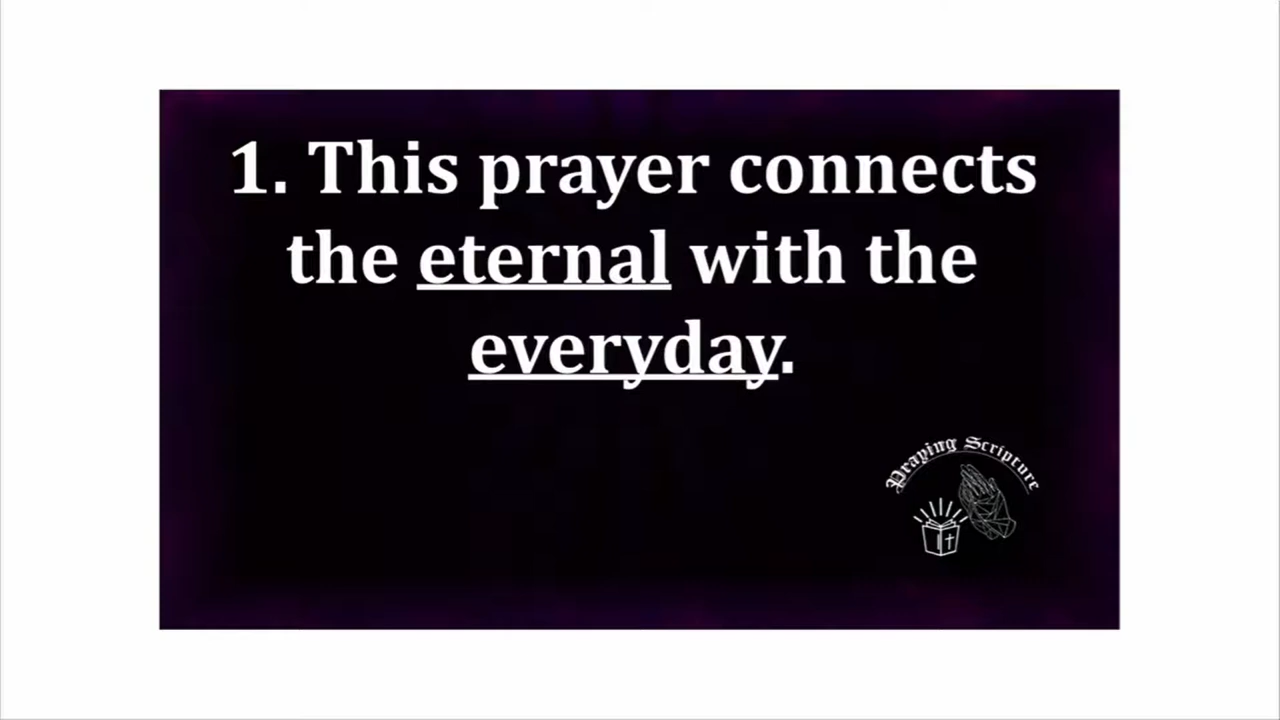 1. This prayer connects
the eternal with the
everyday.
Praying Scripture